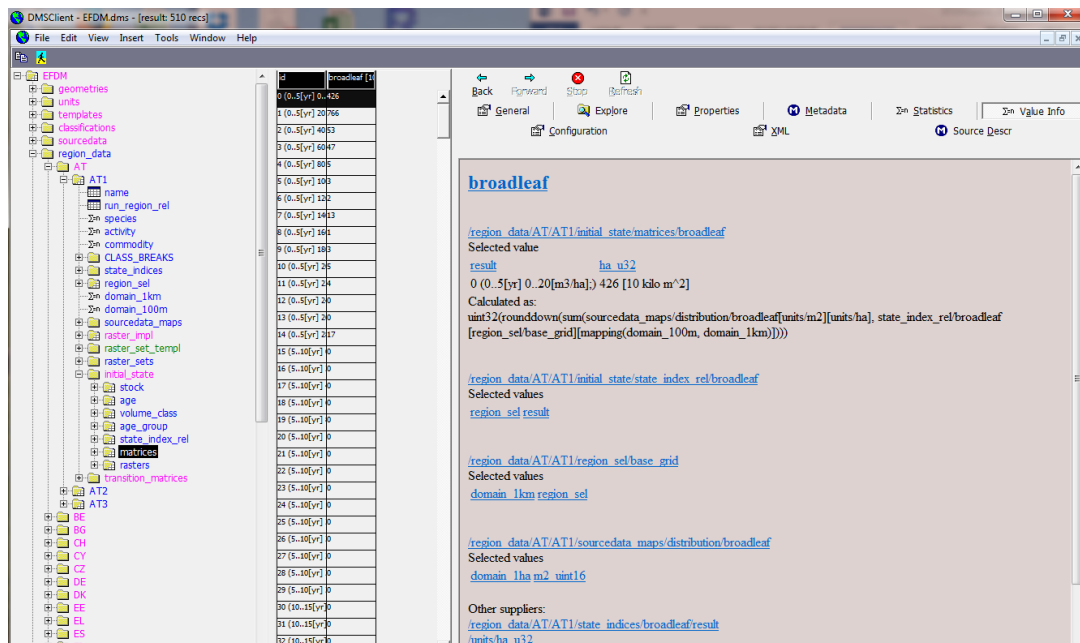 DMSClient - EFDM.dms - [result: 510 recs]
File Edit View Insert Tools Window Help
EFDM
geometries
units
templates
classifications
sourcedata
region_data
AT
AT1
name
run_region_rel
species
activity
commodity
CLASS_BREAKS
state_indices
region_sel
domain_1km
domain_100m
sourcedata_maps
raster_impl
raster_set_templ
raster_sets
initial_state
stock
age
volume_class
age_group
state_index_rel
matrices
rasters
transition_matrices
AT2
AT3
BE
BG
CH
CY
CZ
DE
DK
EE
EL
ES
id broadleaf [10
0 (0..5[yr] 0.. 426
1 (0..5[yr] 20 766
2 (0..5[yr] 40 53
3 (0..5[yr] 60 47
4 (0..5[yr] 80 5
5 (0..5[yr] 10 3
6 (0..5[yr] 12 2
7 (0..5[yr] 14 13
8 (0..5[yr] 16 1
9 (0..5[yr] 18 3
10 (0..5[yr] 2 5
11 (0..5[yr] 2 4
12 (0..5[yr] 2 0
13 (0..5[yr] 2 0
14 (0..5[yr] 2 17
15 (5..10[yr] 0
16 (5..10[yr] 0
17 (5..10[yr] 0
18 (5..10[yr] 0
19 (5..10[yr] 0
20 (5..10[yr] 0
21 (5..10[yr] 0
22 (5..10[yr] 0
23 (5..10[yr] 0
24 (5..10[yr] 0
25 (5..10[yr] 0
26 (5..10[yr] 0
27 (5..10[yr] 0
28 (5..10[yr] 0
29 (5..10[yr] 0
30 (10..15[yr] 0
31 (10..15[yr] 0
32 (10..15[yr] 0
Back Forward Stop Refresh
General Explore Properties Metadata Statistics Value Info
Configuration XML Source Descr
broadleaf
/region_data/AT/AT1/initial_state/matrices/broadleaf
Selected value
result ha_u32
0 (0..5[yr] 0..20[m3/ha];) 426 [10 kilo m^2]
Calculated as:
uint32(rounddown(sum(sourcedata_maps/distribution/broadleaf[units/m2][units/ha], state_index_rel/broadleaf
[region_sel/base_grid][mapping(domain_100m, domain_1km)])))
/region_data/AT/AT1/initial_state/state_index_rel/broadleaf
Selected values
region_sel result
/region_data/AT/AT1/region_sel/base_grid
Selected values
domain_1km region_sel
/region_data/AT/AT1/sourcedata_maps/distribution/broadleaf
Selected values
domain_1ha m2_uint16
Other suppliers:
/region_data/AT/AT1/state_indices/broadleaf/result
/units/ha_u32